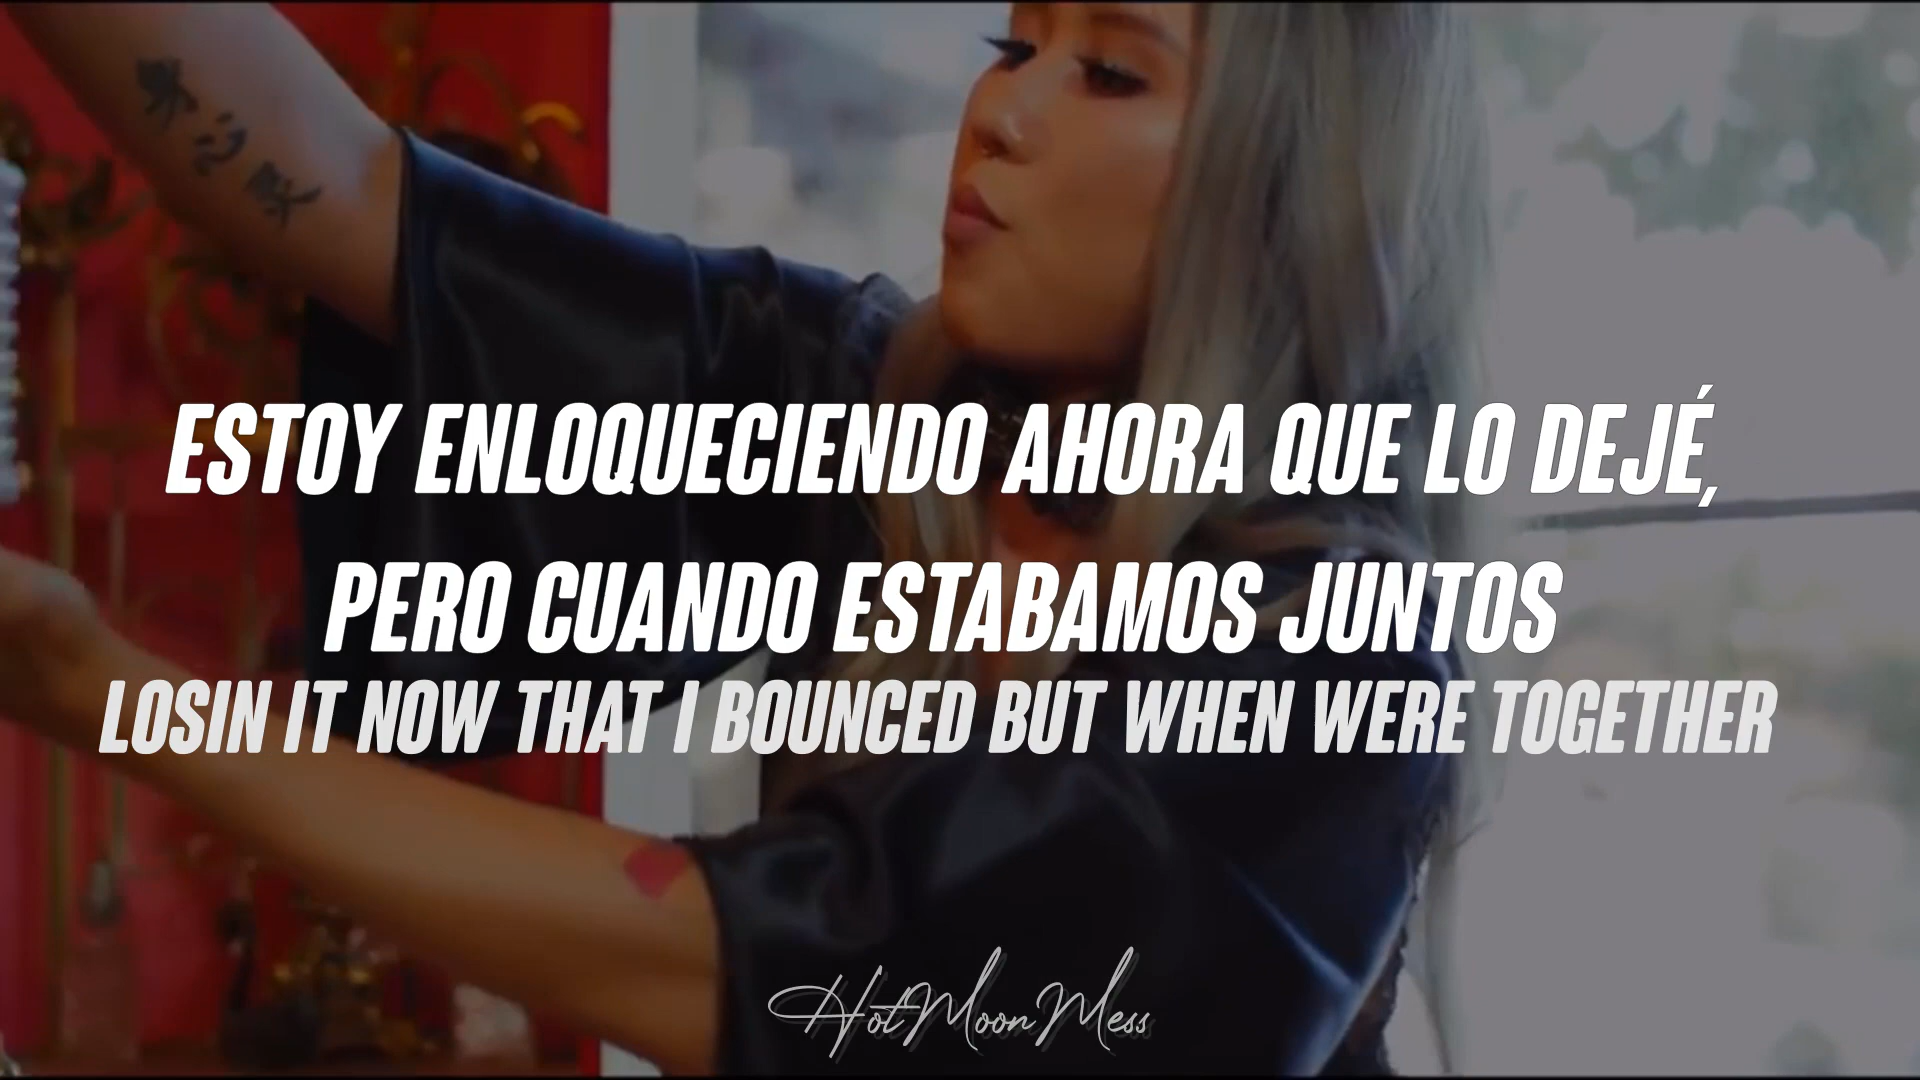 ESTOY ENLOQUECIENDO AHORA QUE LO DEJÉ,
PERO CUANDO ESTABAMOS JUNTOS
LOSIN IT NOW THAT I BOUNCED BUT WHEN WERE TOGETHER
HotMoonMess